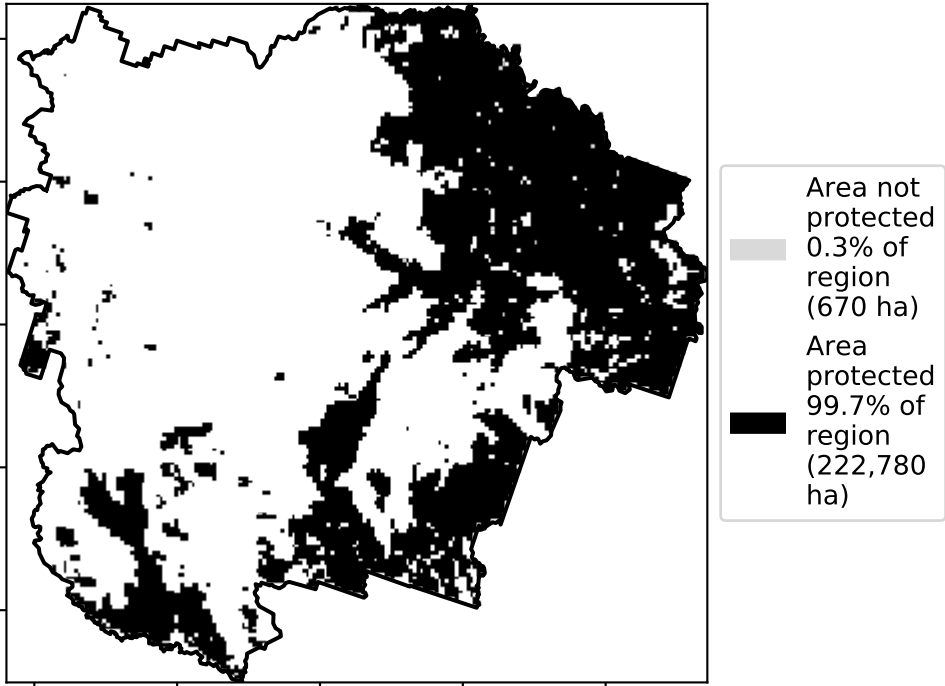 Area not
protected
0.3% of
region
(670 ha)
Area
protected
99.7% of
region
(222,780
ha)